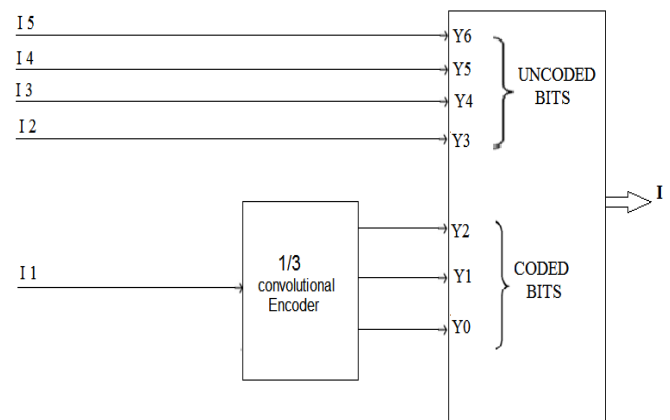 I 5
Y6
I 4
Y5
UNCODED
BITS
I 3
Y4
I 2
Y3
I
Y2
1/3
convolutional
Encoder
I 1
Y1
CODED
BITS
Y0